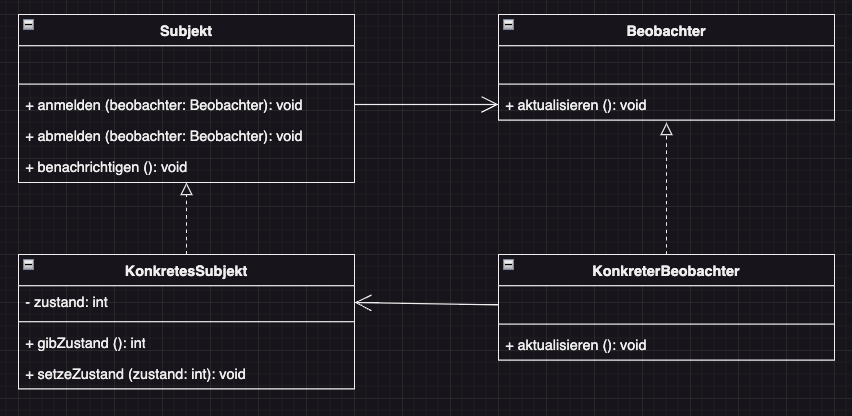 Subjekt
+ anmelden (beobachter: Beobachter): void
+ abmelden (beobachter: Beobachter): void
+ benachrichtigen (): void
Beobachter
+ aktualisieren (): void
KonkretesSubjekt
- zustand: int
+ gibZustand (): int
+ setzeZustand (zustand: int): void
KonkreterBeobachter
+ aktualisieren (): void